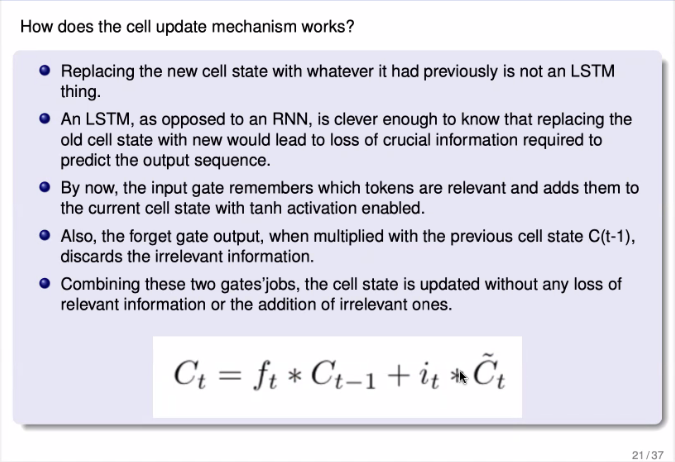 How does the cell update mechanism works?
Replacing the new cell state with whatever it had previously is not an LSTM
thing.
An LSTM, as opposed to an RNN, is clever enough to know that replacing the
old cell state with new would lead to loss of crucial information required to
predict the output sequence.
By now, the input gate remembers which tokens are relevant and adds them to
the current cell state with tanh activation enabled.
Also, the forget gate output, when multiplied with the previous cell state C(t-1),
discards the irrelevant information.
Combining these two gates'jobs, the cell state is updated without any loss of
relevant information or the addition of irrelevant ones.
C_t = f_t * C_{t-1} + i_t * C̃_t
21/37